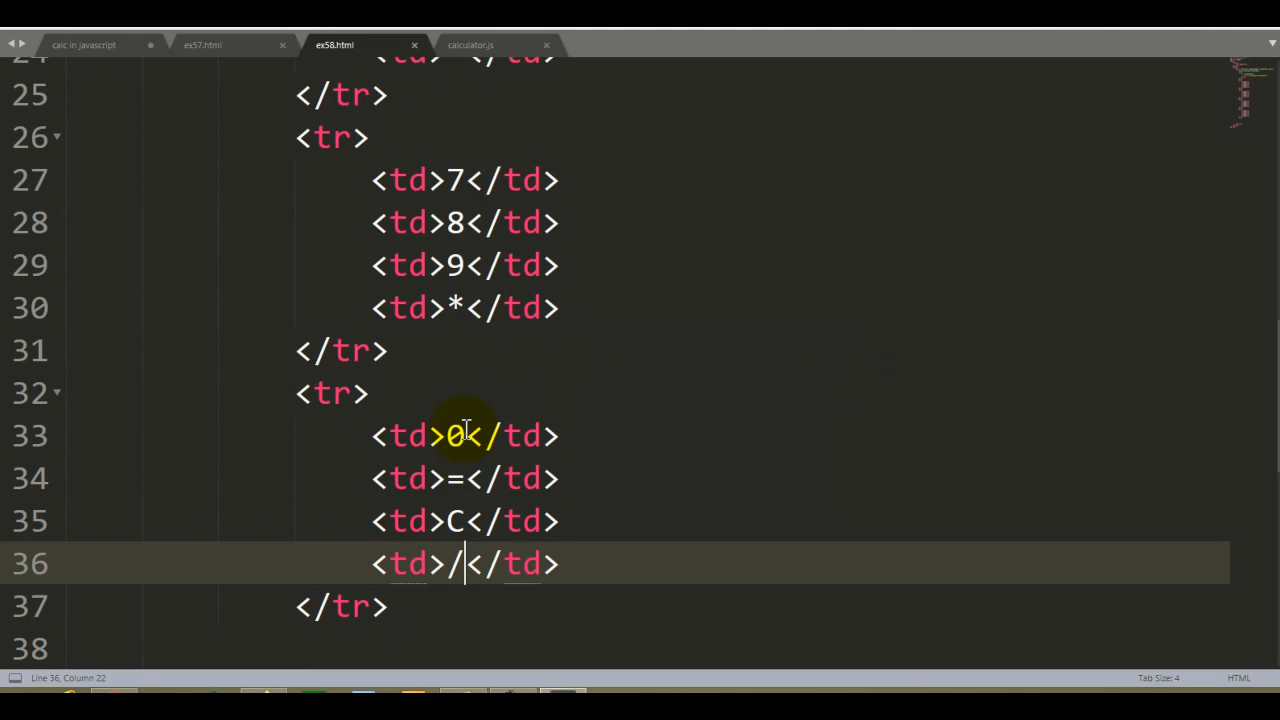 calc in javascript
ex57.html
ex58.html
calculator.js
24
25 </tr>
26 <tr>
27 <td>7</td>
28 <td>8</td>
29 <td>9</td>
30 <td>*</td>
31 </tr>
32 <tr>
33 <td>0</td>
34 <td>=</td>
35 <td>C</td>
36 <td>/</td>
37 </tr>
38
Line 36, Column 22
Tab Size: 4
HTML